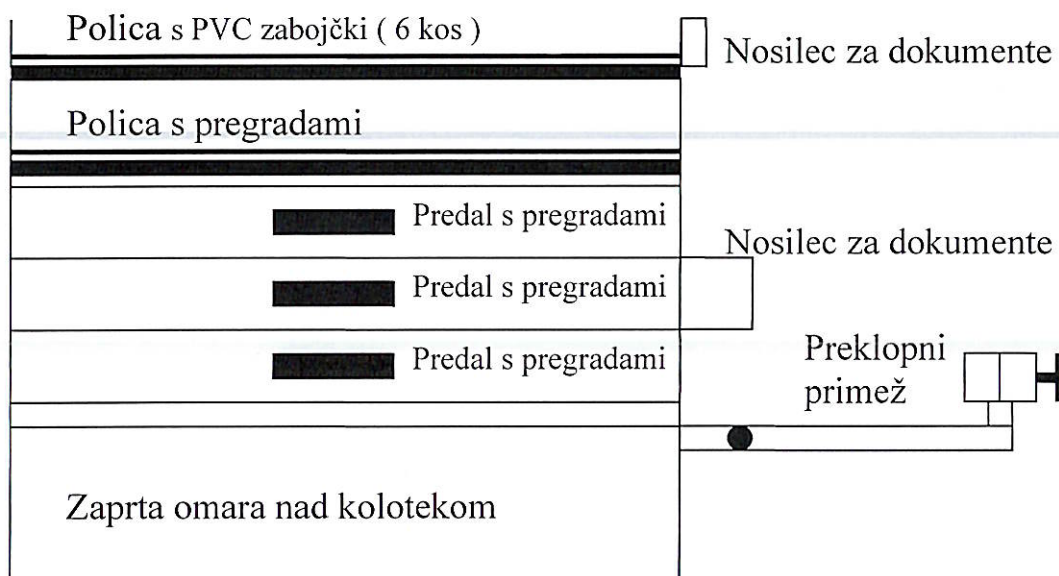 Polica s PVC zabojčki ( 6 kos )
Nosilec za dokumente
Polica s pregradami
Predal s pregradami
Nosilec za dokumente
Predal s pregradami
Predal s pregradami
Preklopni
primež
Zaprta omara nad kolotekom